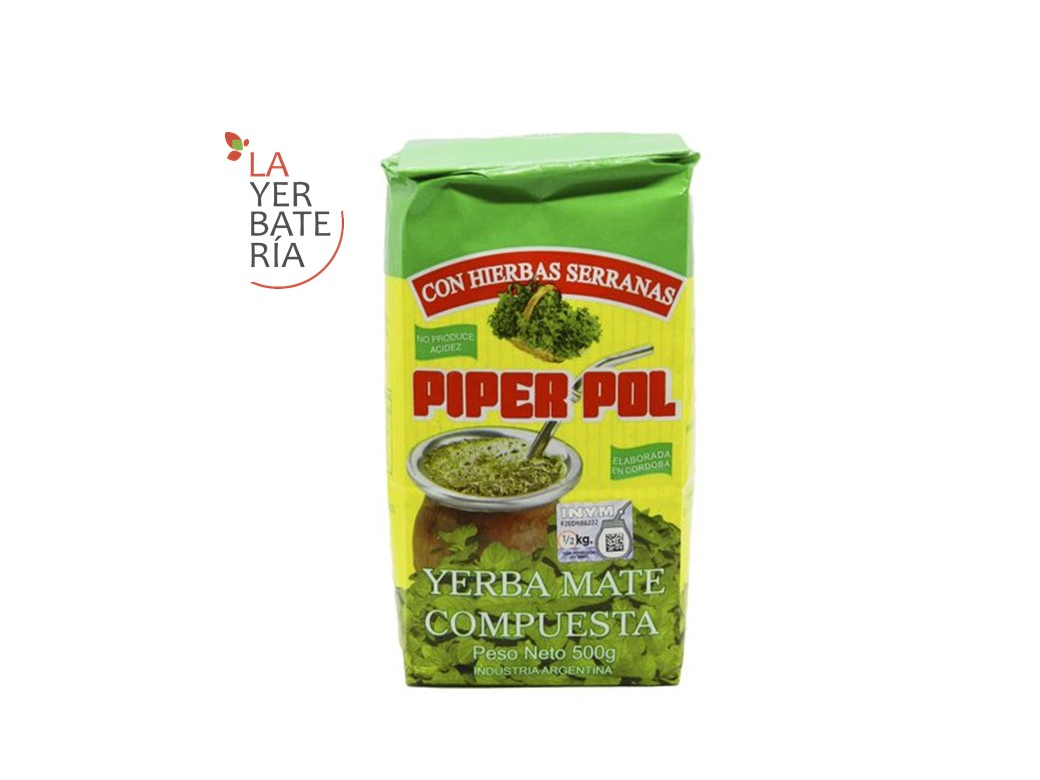 LA
YER
BATE
RÍA
CON HIERBAS SERRANAS
NO PRODUCE
ACIDEZ
PIPER POL
ELABORADA
EN CORDOBA
INYM
1/2 kg.
YERBA MATE
COMPUESTA
Peso Neto 500g
INDUSTRIA ARGENTINA